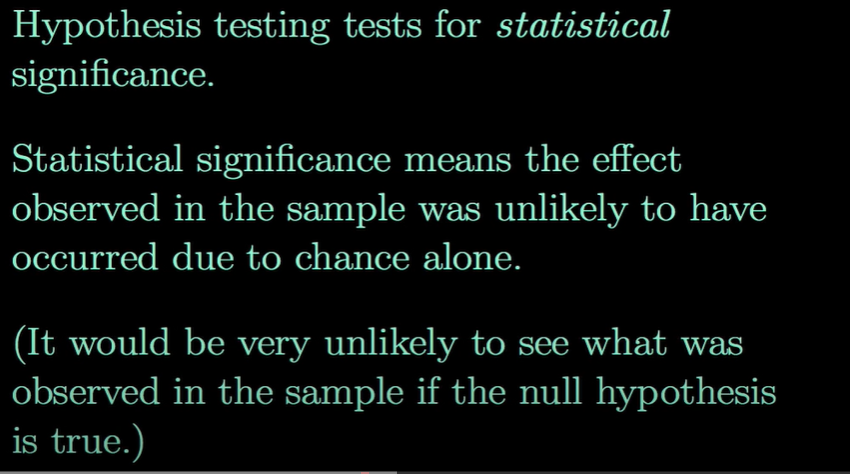 Hypothesis testing tests for statistical
significance.
Statistical significance means the effect
observed in the sample was unlikely to have
occurred due to chance alone.
(It would be very unlikely to see what was
observed in the sample if the null hypothesis
is true.)